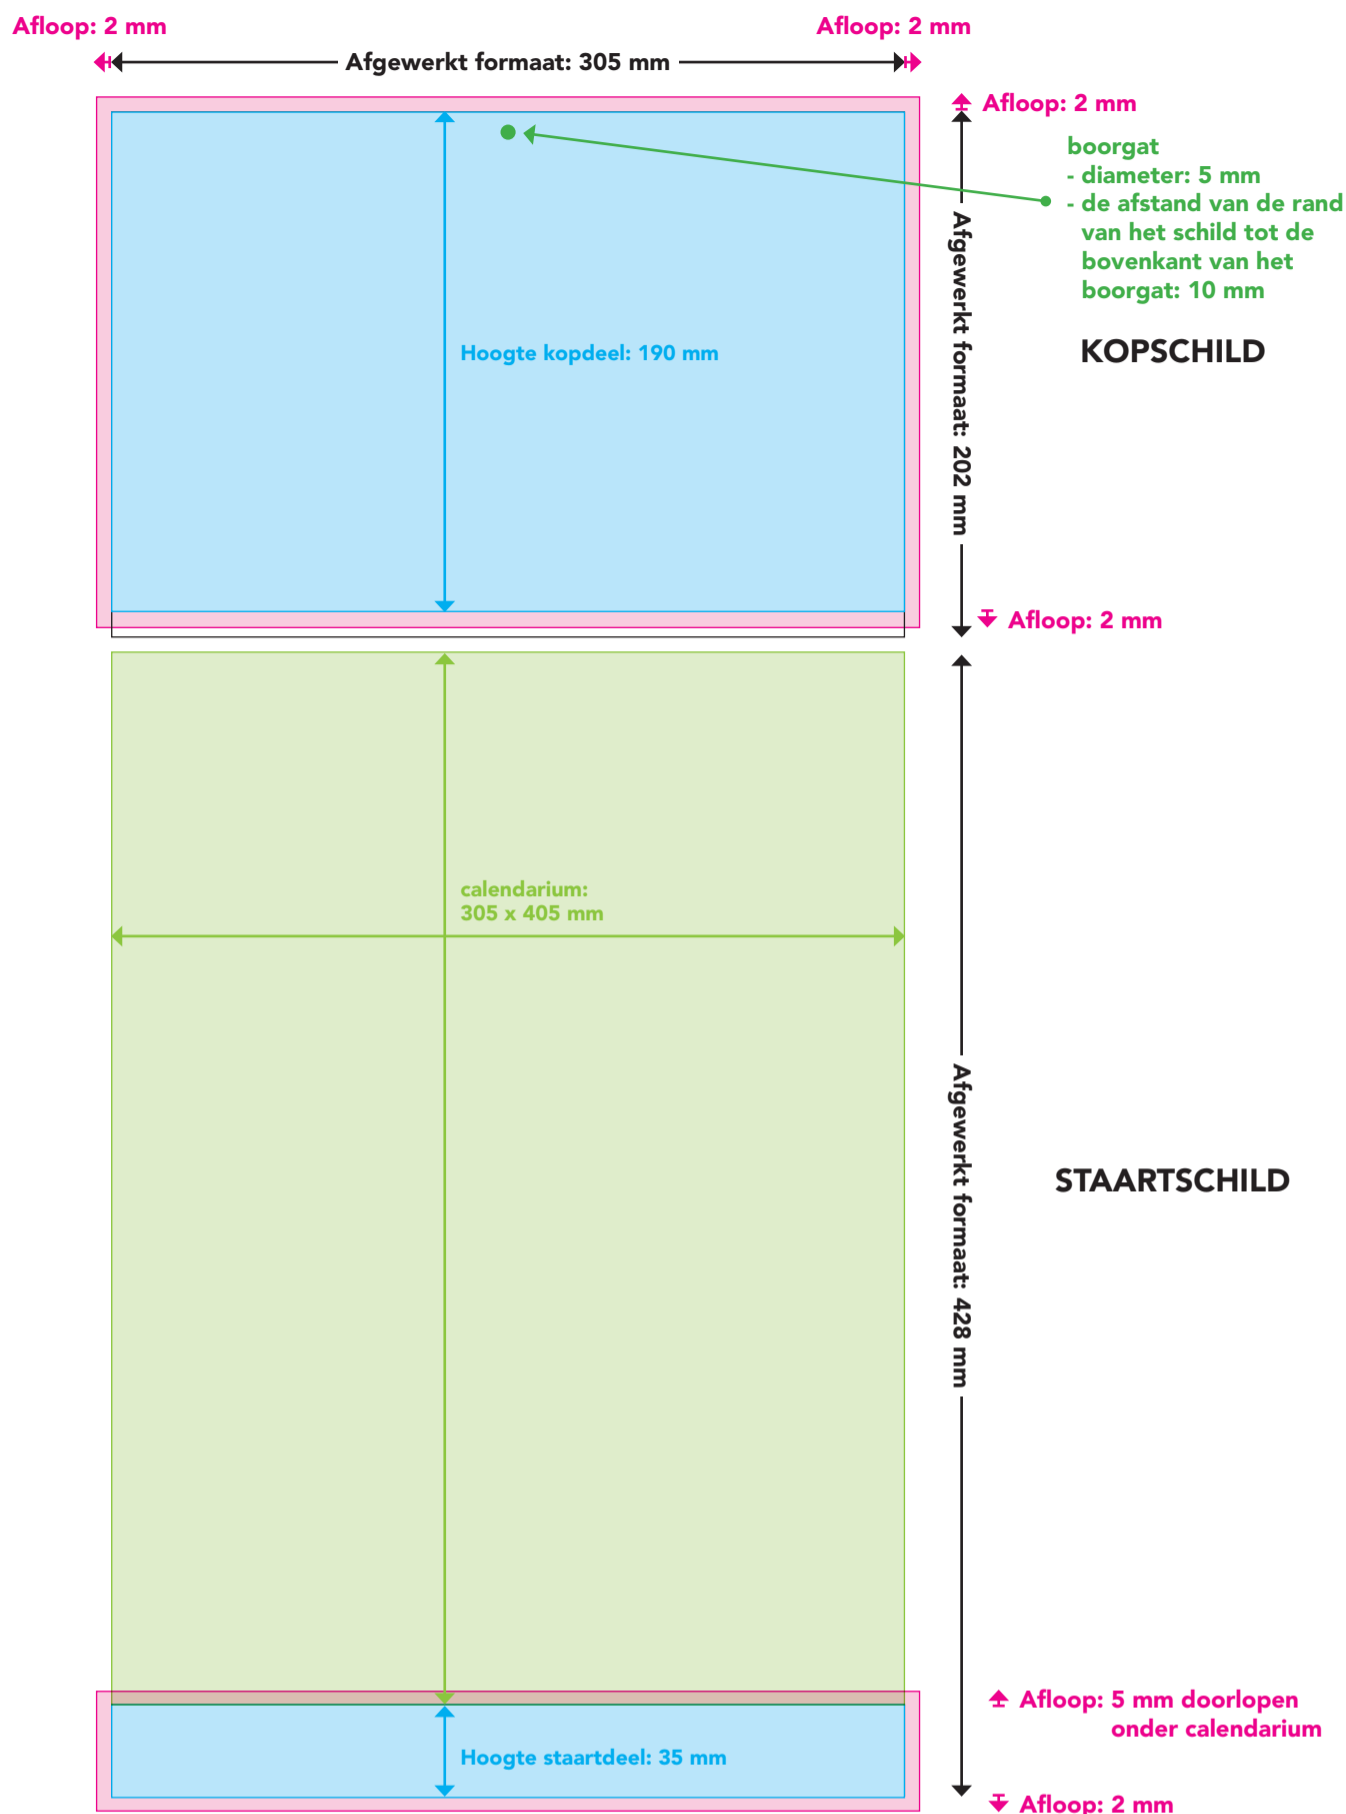 Afloop: 2 mm
Afloop: 2 mm
Afgewerkt formaat: 305 mm
Afloop: 2 mm
boorgat
- diameter: 5 mm
- de afstand van de rand
van het schild tot de
bovenkant van het
boorgat: 10 mm
Afgewerkt formaat: 202 mm
Hoogte kopdeel: 190 mm
KOPSCHILD
Afloop: 2 mm
calendarium:
305 x 405 mm
Afgewerkt formaat: 428 mm
STAARTSCHILD
Afloop: 5 mm doorlopen
onder calendarium
Hoogte staartdeel: 35 mm
Afloop: 2 mm